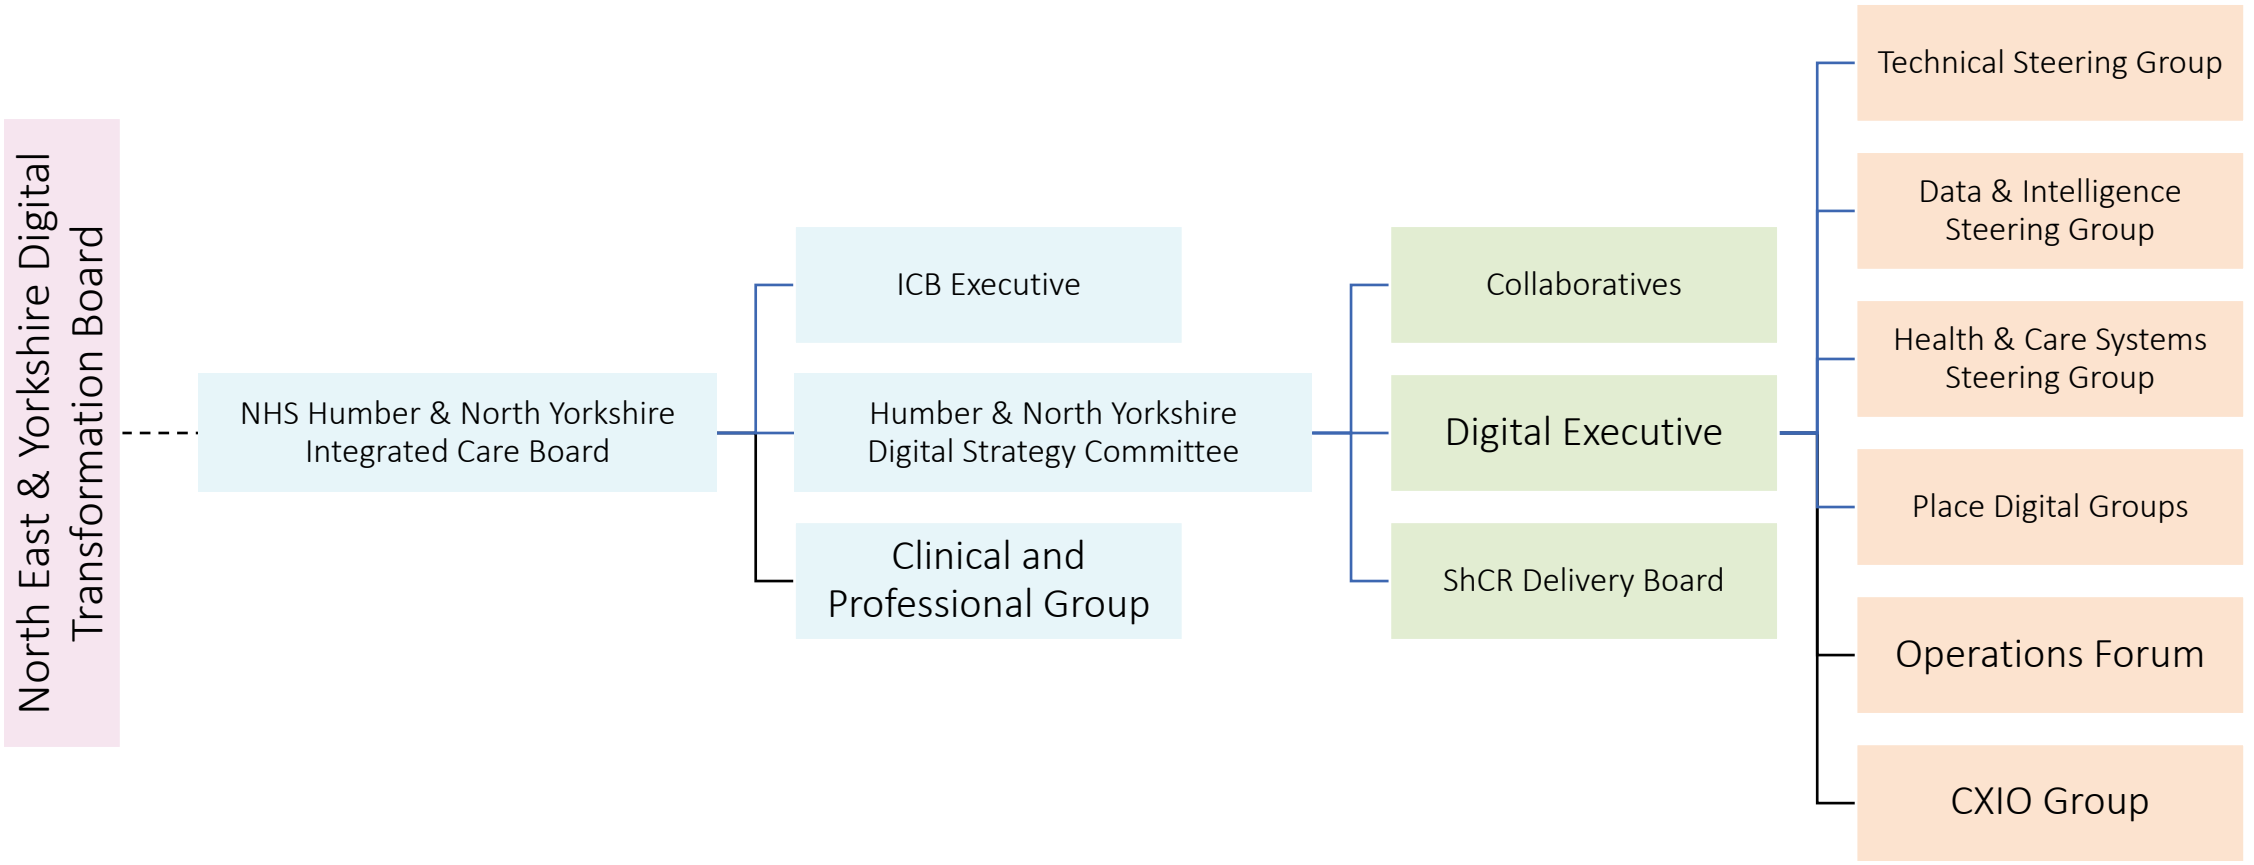 North East & Yorkshire Digital
Transformation Board
NHS Humber & North Yorkshire
Integrated Care Board
ICB Executive
Humber & North Yorkshire
Digital Strategy Committee
Clinical and
Professional Group
Collaboratives
Digital Executive
ShCR Delivery Board
Technical Steering Group
Data & Intelligence
Steering Group
Health & Care Systems
Steering Group
Place Digital Groups
Operations Forum
CXIO Group